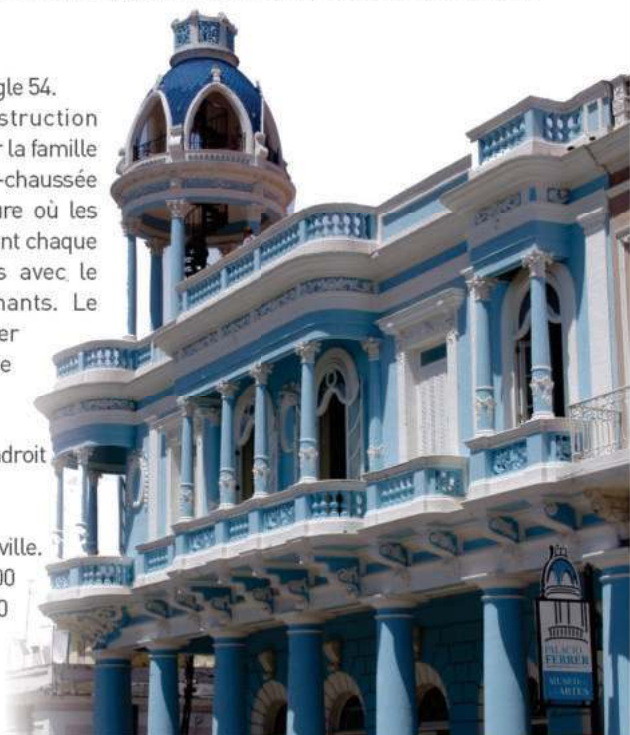 gle 54.
struction
r la famille
-chaussée
ure où les
nt chaque
s avec le
nants. Le
er
e
droit
ville.
00
0
PALACIO
FERRER
MUSEO
ARTES